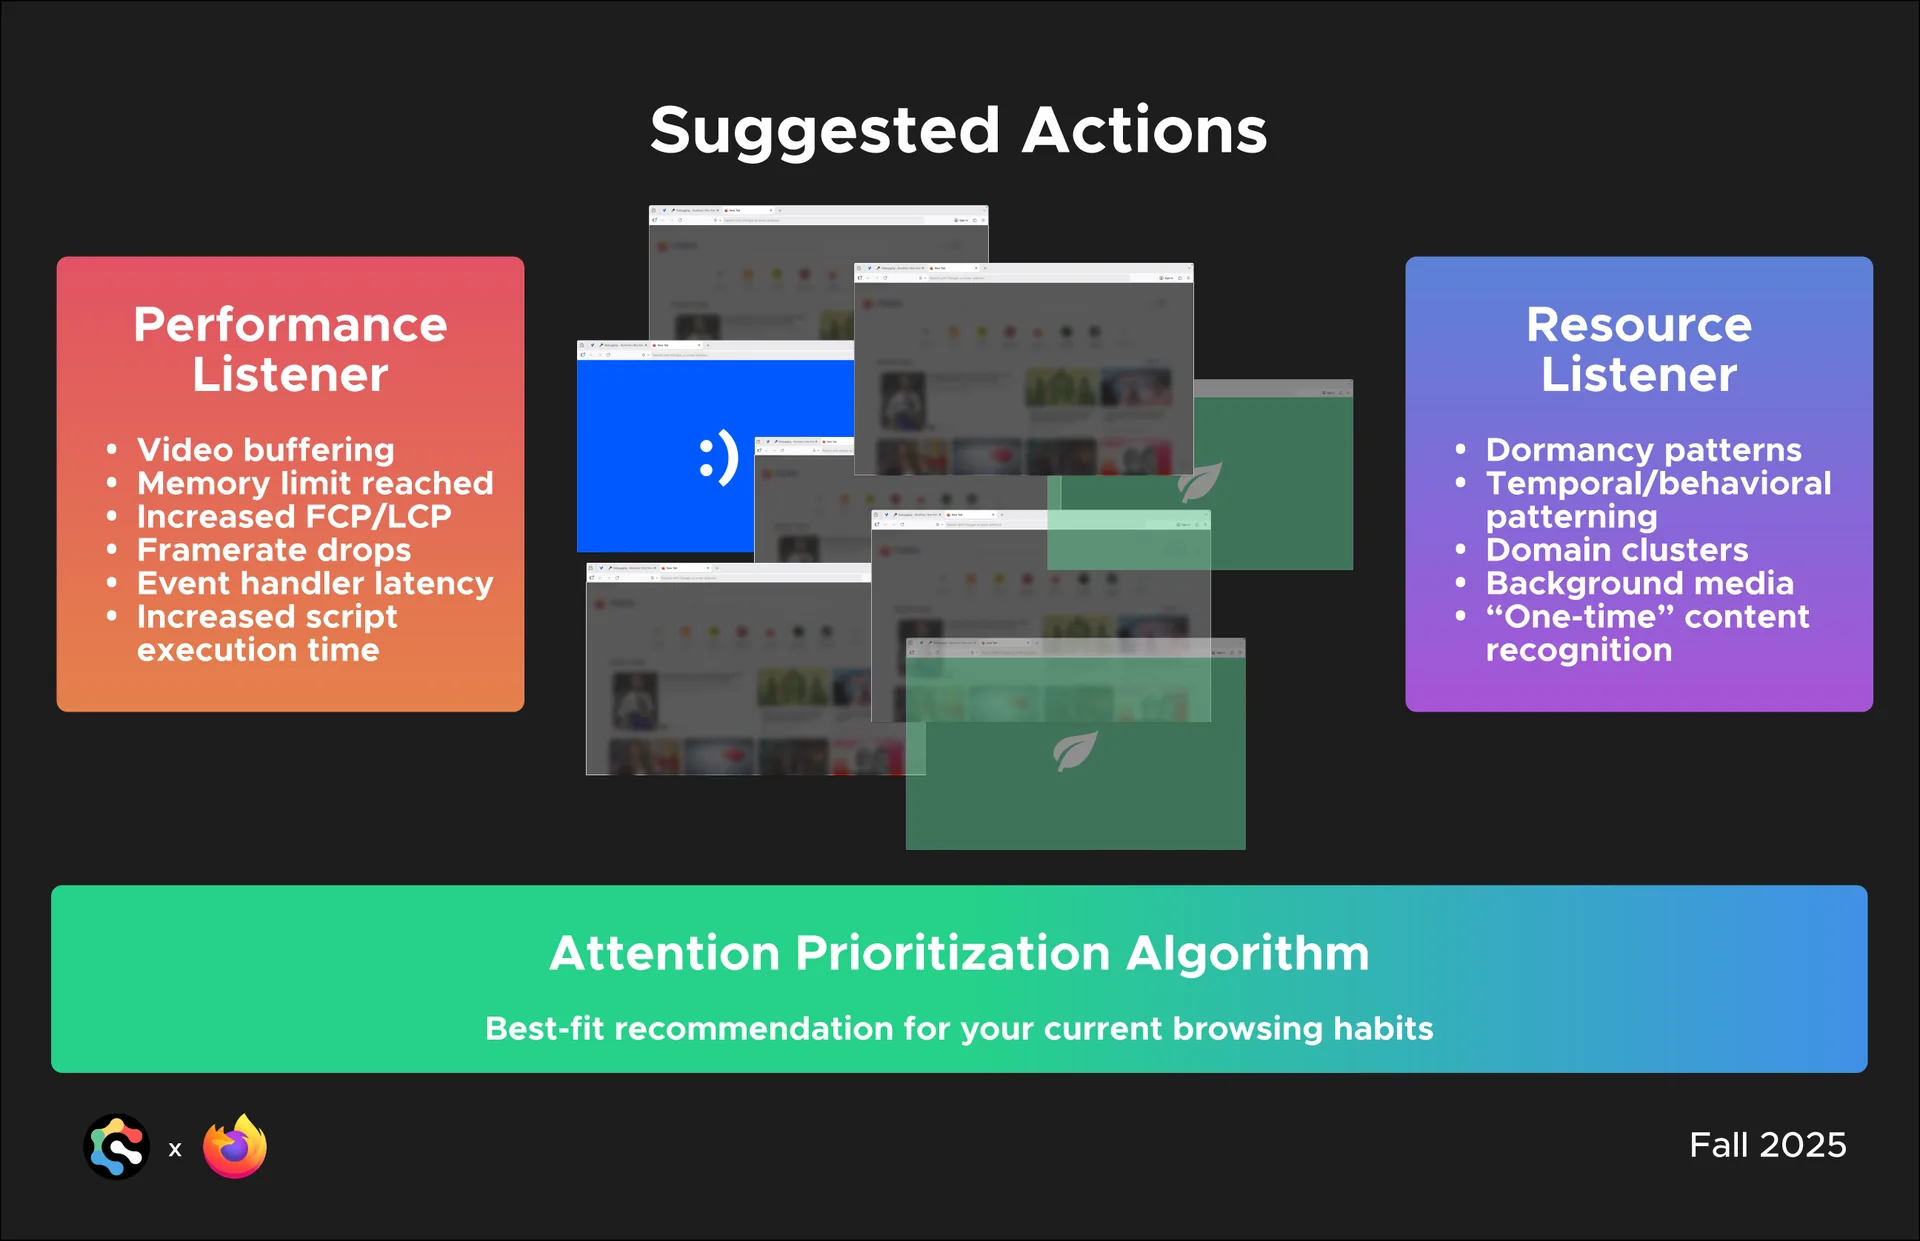 Suggested Actions
Performance
Listener
• Video buffering
• Memory limit reached
• Increased FCP/LCP
• Framerate drops
• Event handler latency
• Increased script
execution time
:)
Resource
Listener
• Dormancy patterns
• Temporal/behavioral
patterning
• Domain clusters
• Background media
• “One-time” content
recognition
Attention Prioritization Algorithm
Best-fit recommendation for your current browsing habits
x
Fall 2025